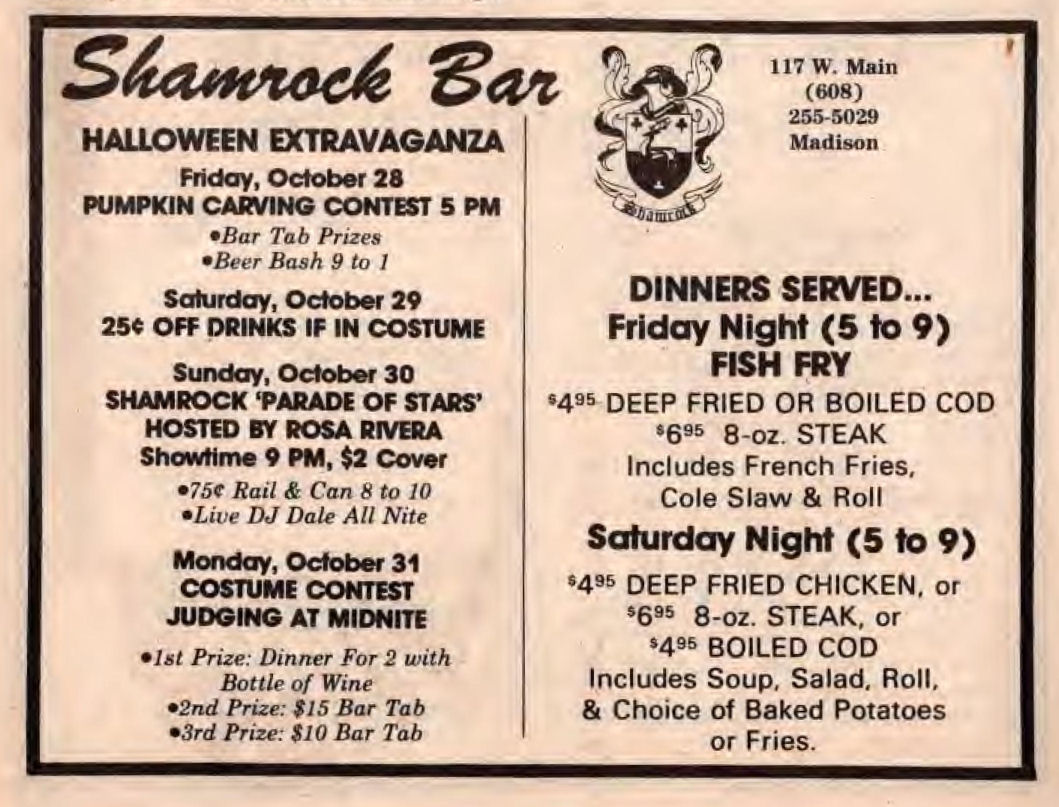 Shamrock Bar
HALLOWEEN EXTRAVAGANZA
Friday, October 28
PUMPKIN CARVING CONTEST 5 PM
•Bar Tab Prizes
•Beer Bash 9 to 1
Saturday, October 29
25¢ OFF DRINKS IF IN COSTUME
Sunday, October 30
SHAMROCK 'PARADE OF STARS'
HOSTED BY ROSA RIVERA
Showtime 9 PM, $2 Cover
•75¢ Rail & Can 8 to 10
•Live DJ Dale All Nite
Monday, October 31
COSTUME CONTEST
JUDGING AT MIDNITE
•1st Prize: Dinner For 2 with
Bottle of Wine
•2nd Prize: $15 Bar Tab
•3rd Prize: $10 Bar Tab
Shamrock
117 W. Main
(608)
255-5029
Madison
DINNERS SERVED...
Friday Night (5 to 9)
FISH FRY
$495 DEEP FRIED OR BOILED COD
$695 8-oz. STEAK
Includes French Fries,
Cole Slaw & Roll
Saturday Night (5 to 9)
$495 DEEP FRIED CHICKEN, or
$695 8-oz. STEAK, or
$495 BOILED COD
Includes Soup, Salad, Roll,
& Choice of Baked Potatoes
or Fries.